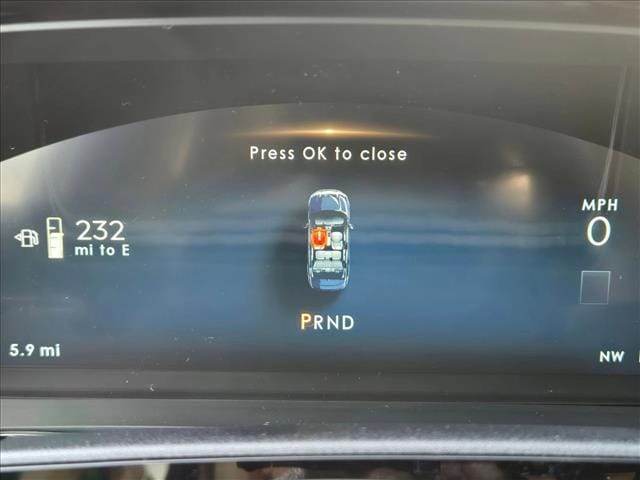 Press OK to close
232
mi to E
MPH
0
PRND
5.9 mi
NW